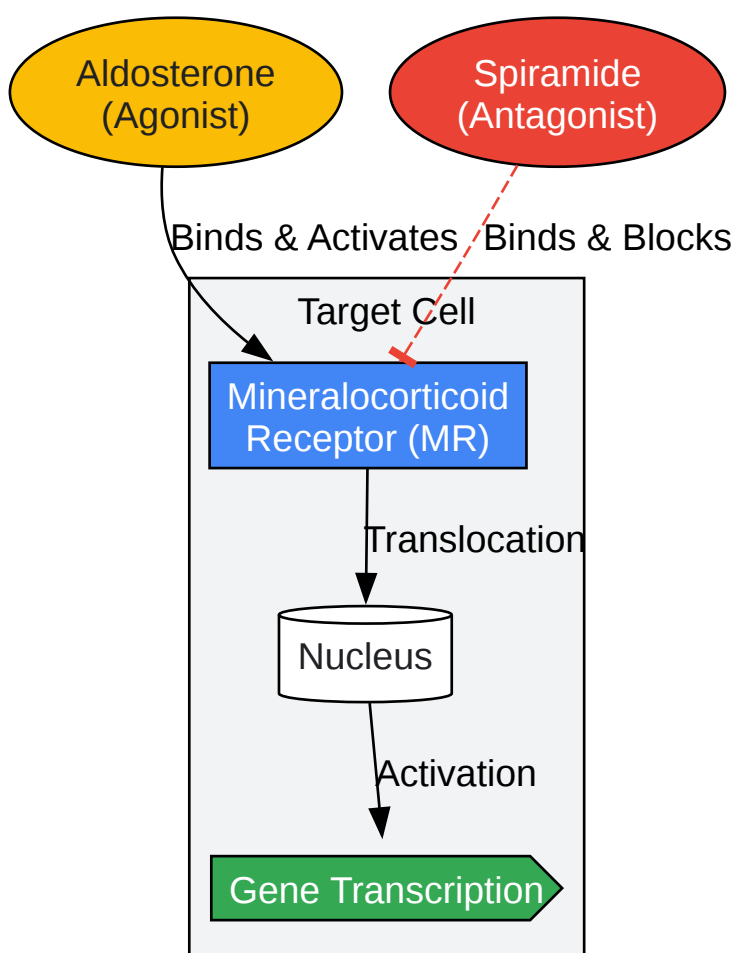 Aldosterone
(Agonist)
Spiramide
(Antagonist)
Binds & Activates
Binds & Blocks
Target Cell
Mineralocorticoid
Receptor (MR)
Translocation
Nucleus
Activation
Gene Transcription